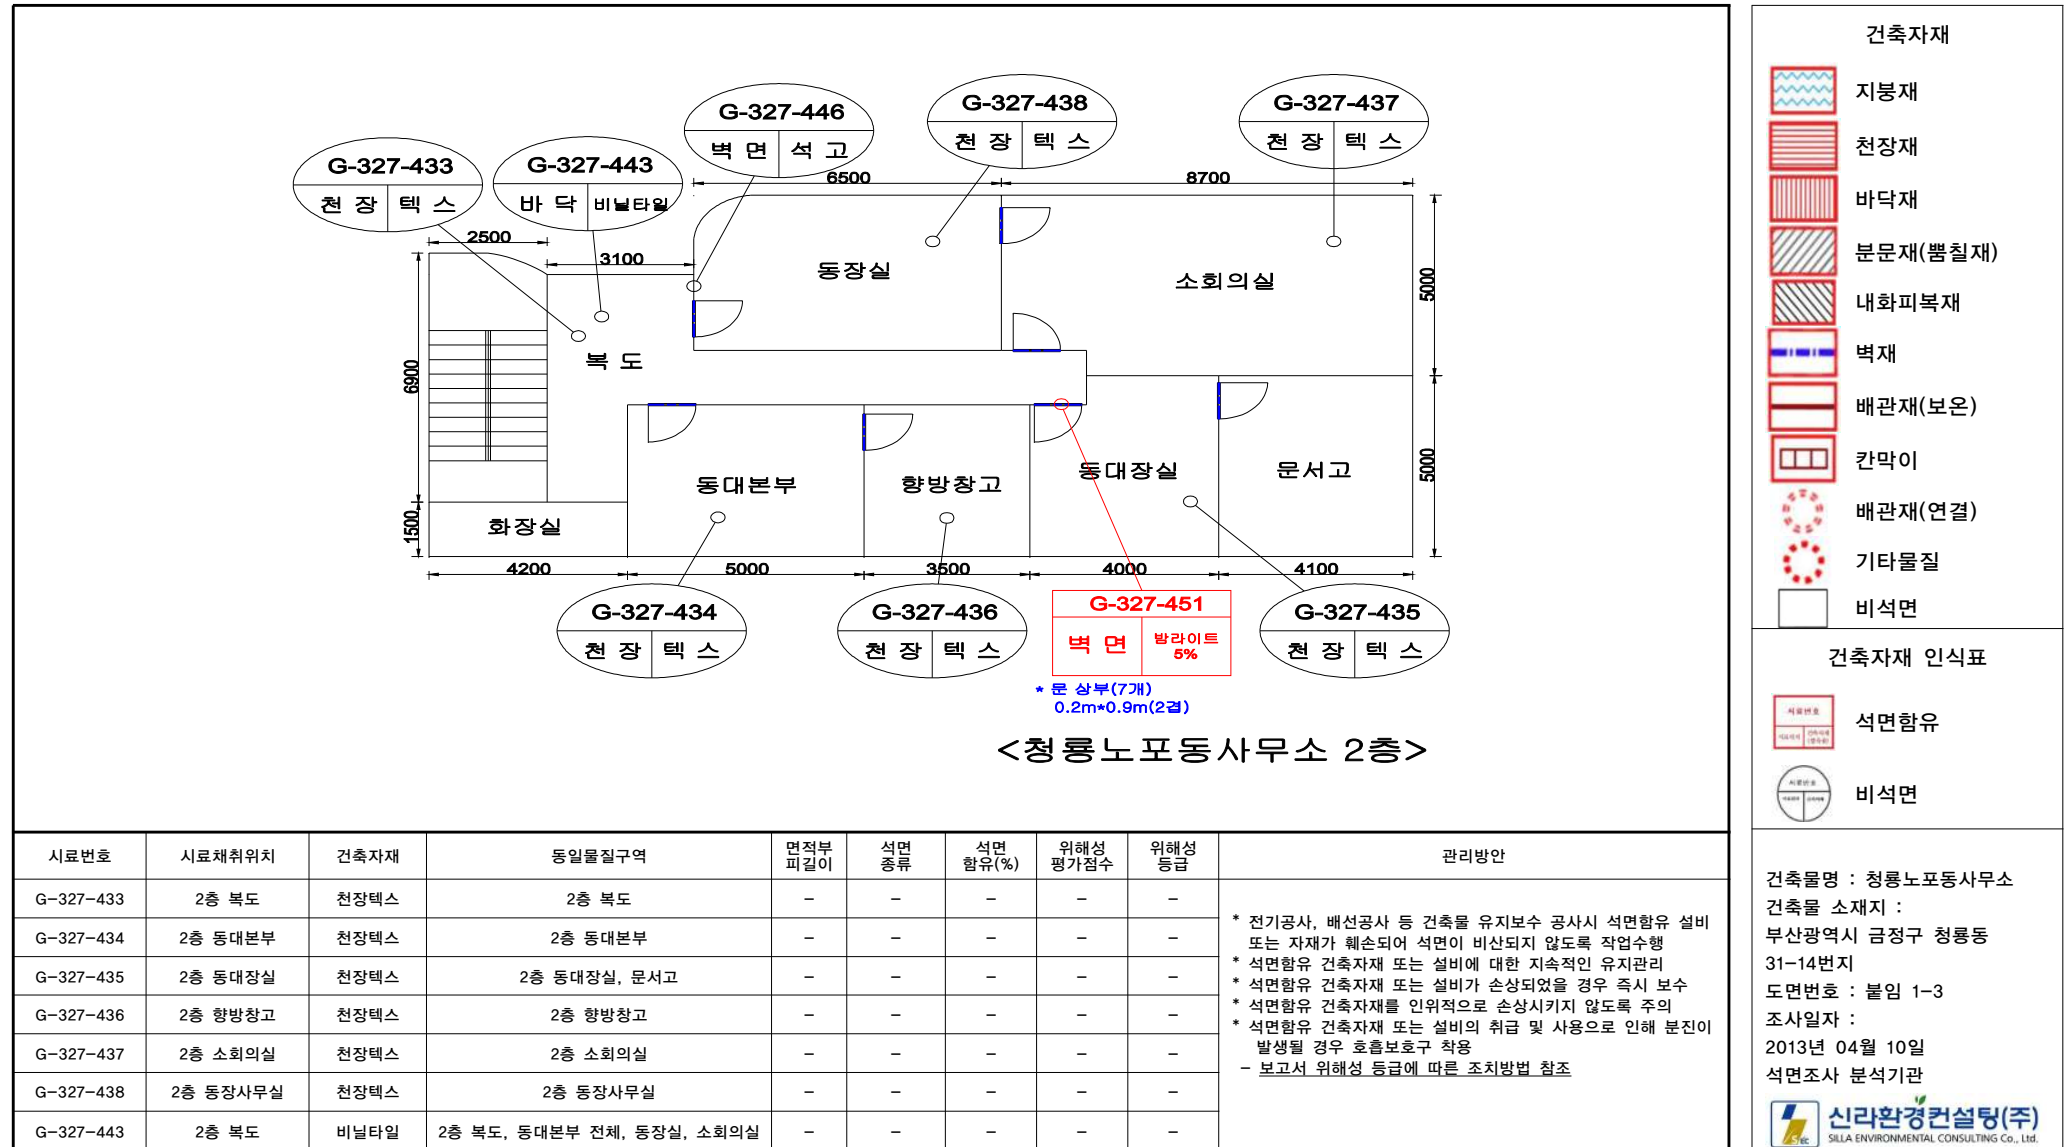 G-327-446
벽 면 석 고
G-327-438
천 장 텍 스
G-327-437
천 장 텍 스
G-327-433
천 장 텍 스
G-327-443
바 닥 비닐타일
6500
8700
2500
3100
동장실
소회의실
5000
복 도
6900
동대본부
향방창고
동대장실
문서고
5000
화장실
1500
4200
5000
3500
4000
4100
G-327-434
천 장 텍 스
G-327-436
천 장 텍 스
G-327-451
벽 면 밤라이트
5%
G-327-435
천 장 텍 스
* 문 상부(7개)
0.2m*0.9m(2겹)
<청룡노포동사무소 2층>
건축자재
지붕재
천장재
바닥재
분문재(뿜칠재)
내화피복재
벽재
배관재(보온)
칸막이
배관재(연결)
기타물질
비석면
건축자재 인식표
시료번호
석면함유
비석면
시료번호 시료채취위치 건축자재 동일물질구역 면적부피길이 석면종류 석면함유(%) 위해성평가점수 위해성등급 관리방안
G-327-433 2층 복도 천장텍스 2층 복도 - - - - -
G-327-434 2층 동대본부 천장텍스 2층 동대본부 - - - - -
G-327-435 2층 동대장실 천장텍스 2층 동대장실, 문서고 - - - - -
G-327-436 2층 향방창고 천장텍스 2층 향방창고 - - - - -
G-327-437 2층 소회의실 천장텍스 2층 소회의실 - - - - -
G-327-438 2층 동장사무실 천장텍스 2층 동장사무실 - - - - -
G-327-443 2층 복도 비닐타일 2층 복도, 동대본부 전체, 동장실, 소회의실 - - - - -
* 전기공사, 배선공사 등 건축물 유지보수 공사시 석면함유 설비
또는 자재가 훼손되어 석면이 비산되지 않도록 작업수행
* 석면함유 건축자재 또는 설비에 대한 지속적인 유지관리
* 석면함유 건축자재 또는 설비가 손상되었을 경우 즉시 보수
* 석면함유 건축자재를 인위적으로 손상시키지 않도록 주의
* 석면함유 건축자재 또는 설비의 취급 및 사용으로 인해 분진이
발생될 경우 호흡보호구 착용
- 보고서 위해성 등급에 따른 조치방법 참조
건축물명 : 청룡노포동사무소
건축물 소재지 :
부산광역시 금정구 청룡동
31-14번지
도면번호 : 붙임 1-3
조사일자 :
2013년 04월 10일
석면조사 분석기관
신라환경컨설팅(주)
SILLA ENVIRONMENTAL CONSULTING Co., Ltd.